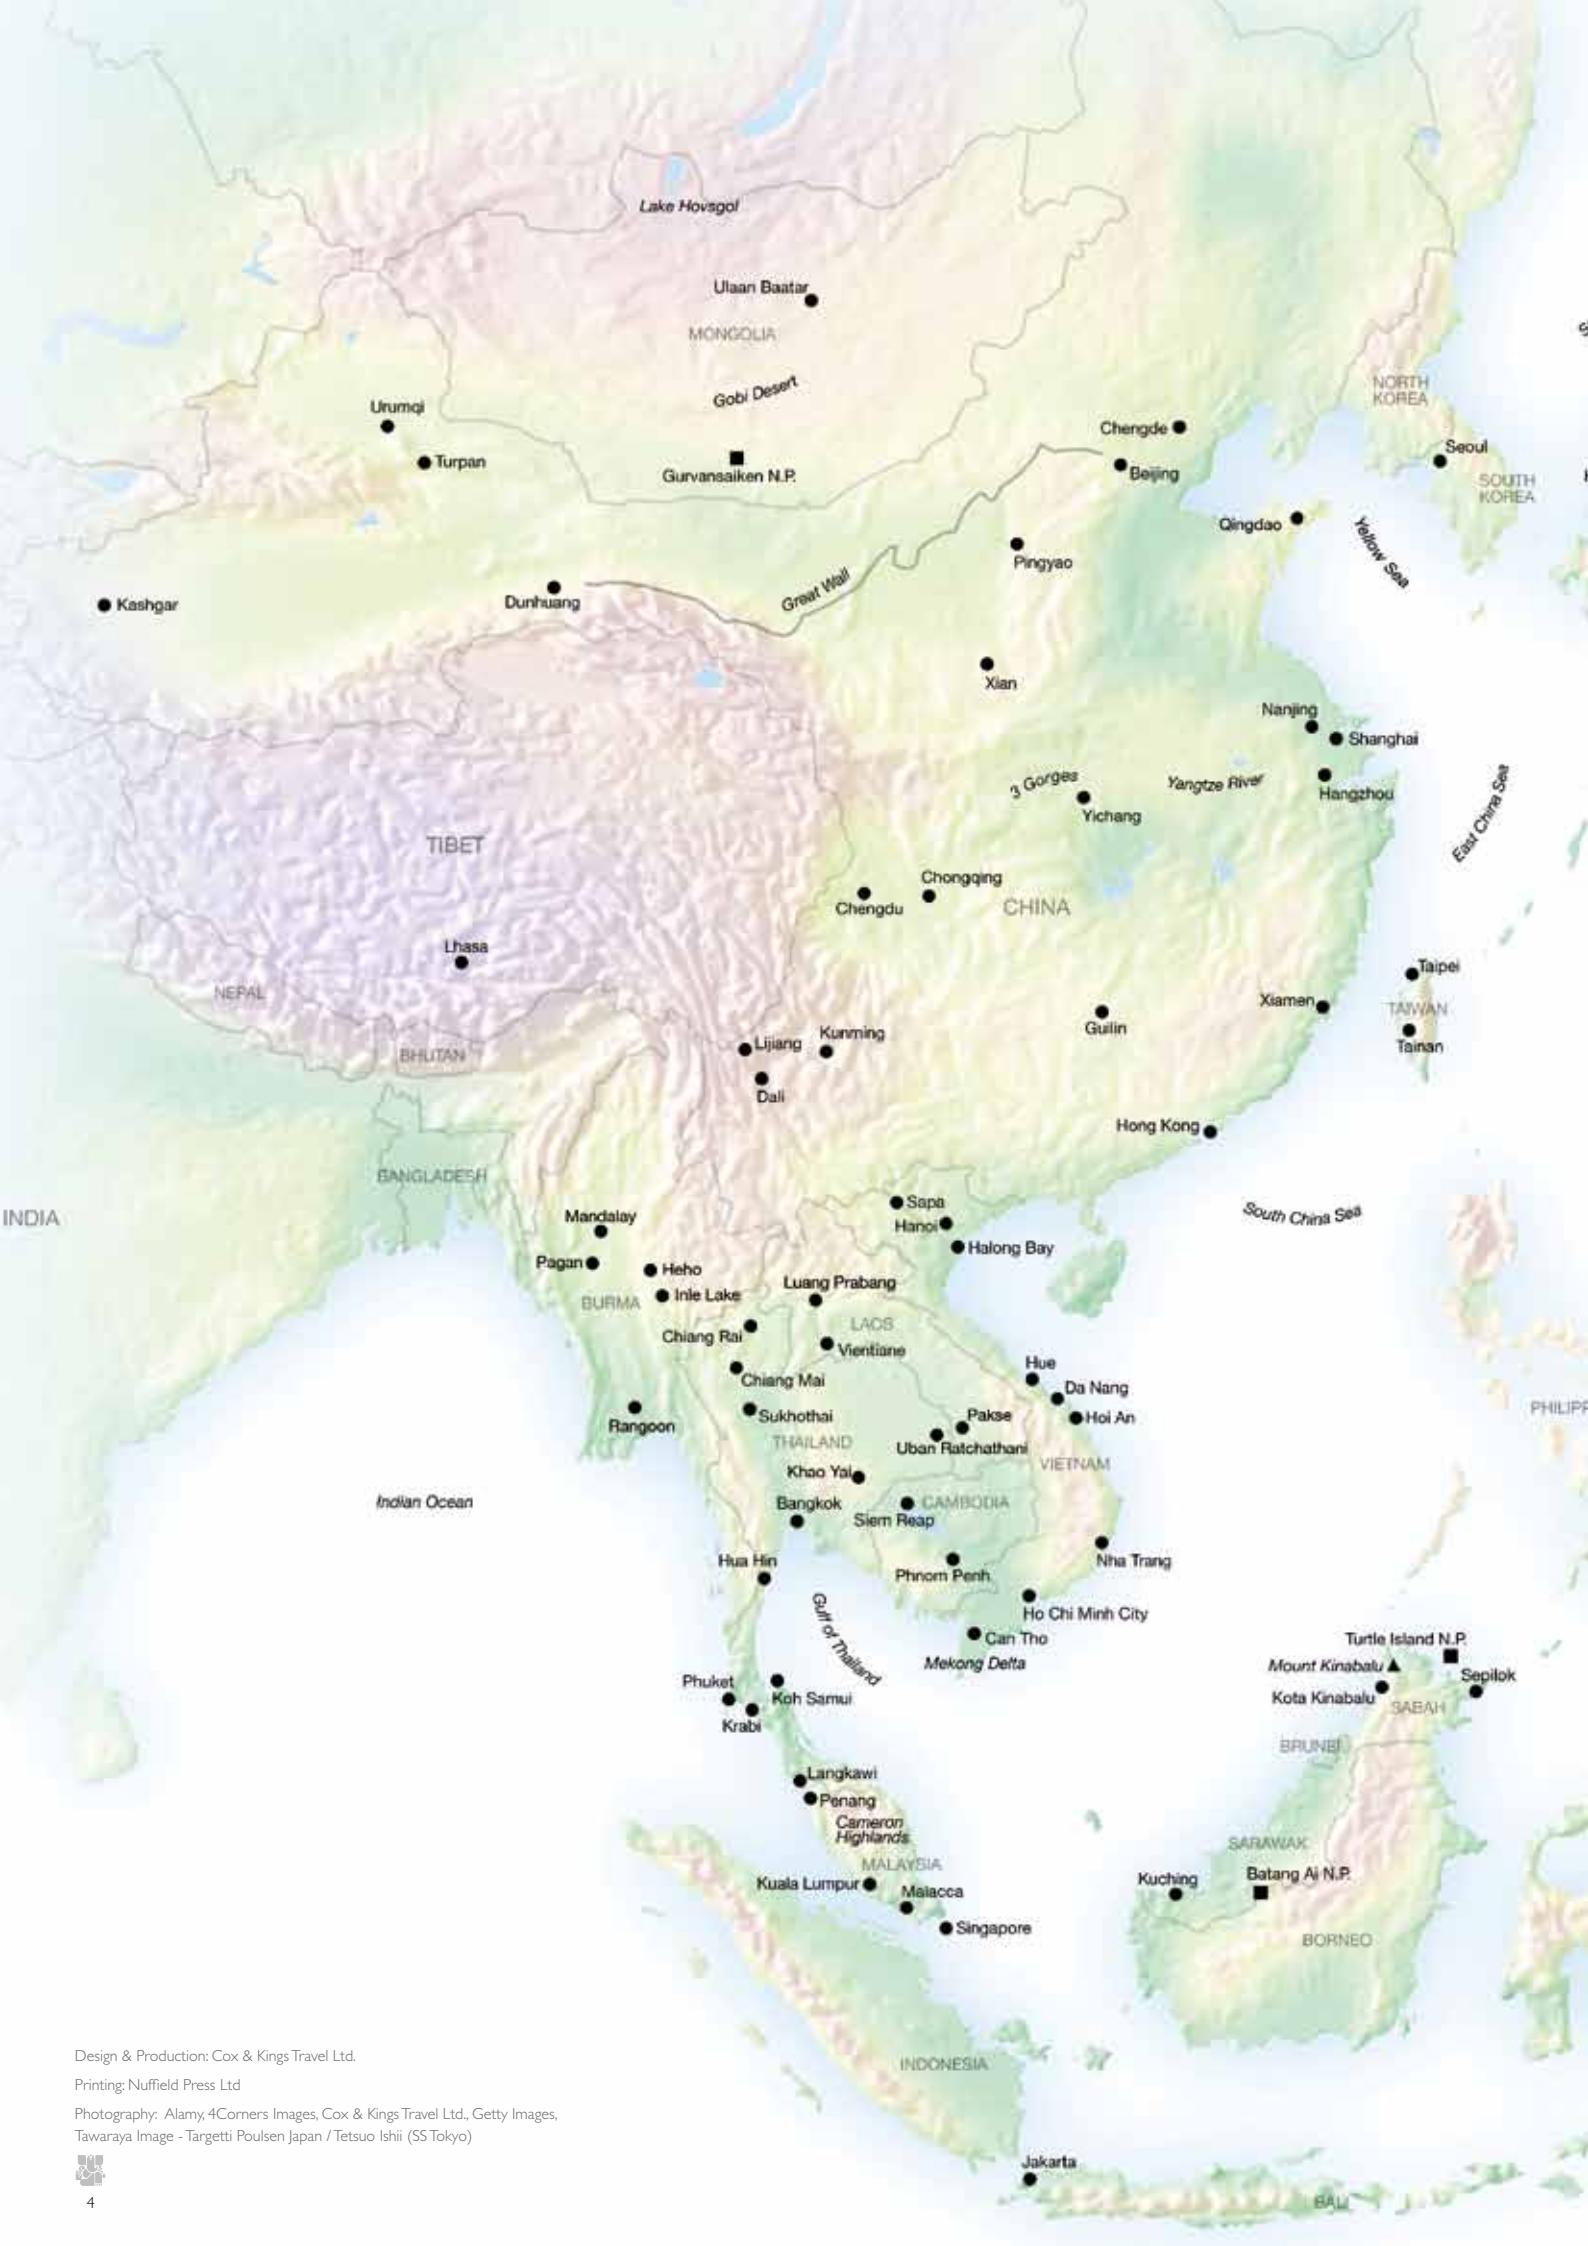 Lake Hovsgol
Ulaan Baatar
MONGOLIA
Gobi Desert
NORTH
KOREA
Urumqi
Chengde
Seoul
Turpan
Gurvansaiken N.P.
Beijing
SOUTH
KOREA
Qingdao
Yellow Sea
Pingyao
Great Wall
Kashgar
Dunhuang
Xian
Nanjing
Shanghai
3 Gorges
Yangtze River
Hangzhou
Yichang
East China Sea
TIBET
Chongqing
Chengdu
CHINA
Lhasa
Taipei
NEPAL
Xiamen
TAIWAN
Guilin
Kunming
Lijiang
Tainan
BHUTAN
Dali
Hong Kong
BANGLADESH
Sapa
INDIA
Mandalay
Hanoi
South China Sea
Halong Bay
Pagan
Heho
Luang Prabang
Inle Lake
BURMA
LAOS
Chiang Rai
Vientiane
Hue
Chiang Mai
Da Nang
PHILIPP
Sukhothai
Pakse
Hoi An
Rangoon
THAILAND
Uban Ratchathani
VIETNAM
Khao Yai
Indian Ocean
Bangkok
CAMBODIA
Siem Reap
Hua Hin
Nha Trang
Phnom Penh
Gulf of Thailand
Ho Chi Minh City
Can Tho
Turtle Island N.P.
Mekong Delta
Mount Kinabalu
Sepilok
Phuket
Koh Samui
Kota Kinabalu
SABAH
Krabi
BRUNEI
Langkawi
Penang
Cameron
Highlands
SARAWAK
MALAYSIA
Batang Ai N.P.
Kuala Lumpur
Malacca
Kuching
Singapore
BORNEO
Design & Production: Cox & Kings Travel Ltd.
INDONESIA
Printing: Nuffield Press Ltd
Photography: Alamy, 4Corners Images, Cox & Kings Travel Ltd., Getty Images,
Tawaraya Image - Targetti Poulsen Japan / Tetsuo Ishii (SS Tokyo)
Jakarta
BALI
4